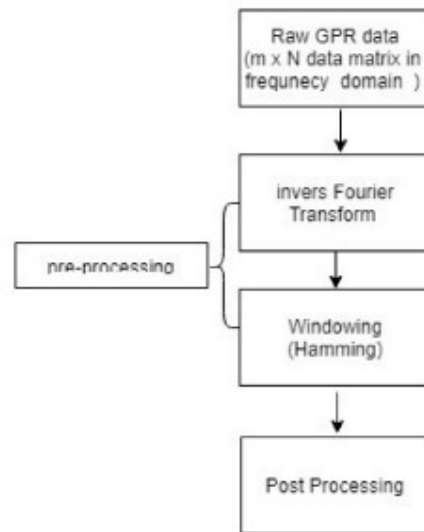 Raw GPR data
(m x N data matrix in
frequnecy domain )
invers Fourier
Transform
pre-processing
Windowing
(Hamming)
Post Processing